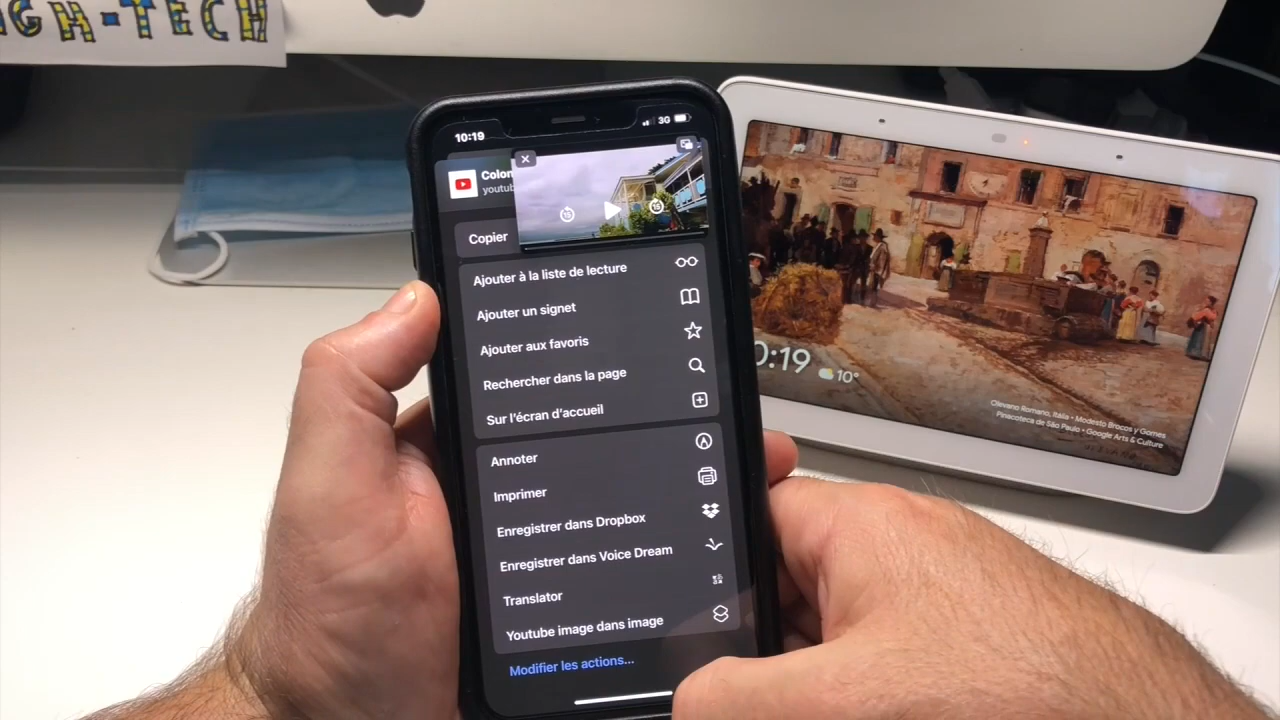 GH-TECH
10:19
3G
Colon
youtub
15
15
Copier
Ajouter à la liste de lecture
Ajouter un signet
Ajouter aux favoris
Rechercher dans la page
Sur l'écran d'accueil
Annoter
Imprimer
Enregistrer dans Dropbox
Enregistrer dans Voice Dream
Translator
Youtube image dans image
Modifier les actions...
0:19
10°
Olevano Romano, Itália • Modesto Brocos y Gomes
Pinacoteca de São Paulo • Google Arts & Culture